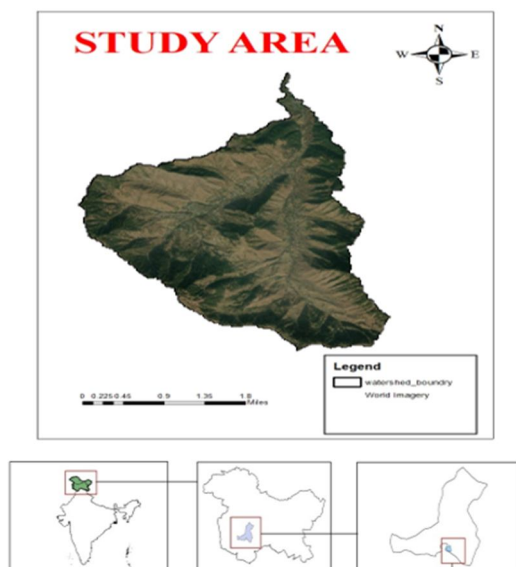 STUDY AREA
N
W E
S
Legend
watershed_boundry
World Imagery
0 0.225 0.45 0.9 1.35 1.8
Miles